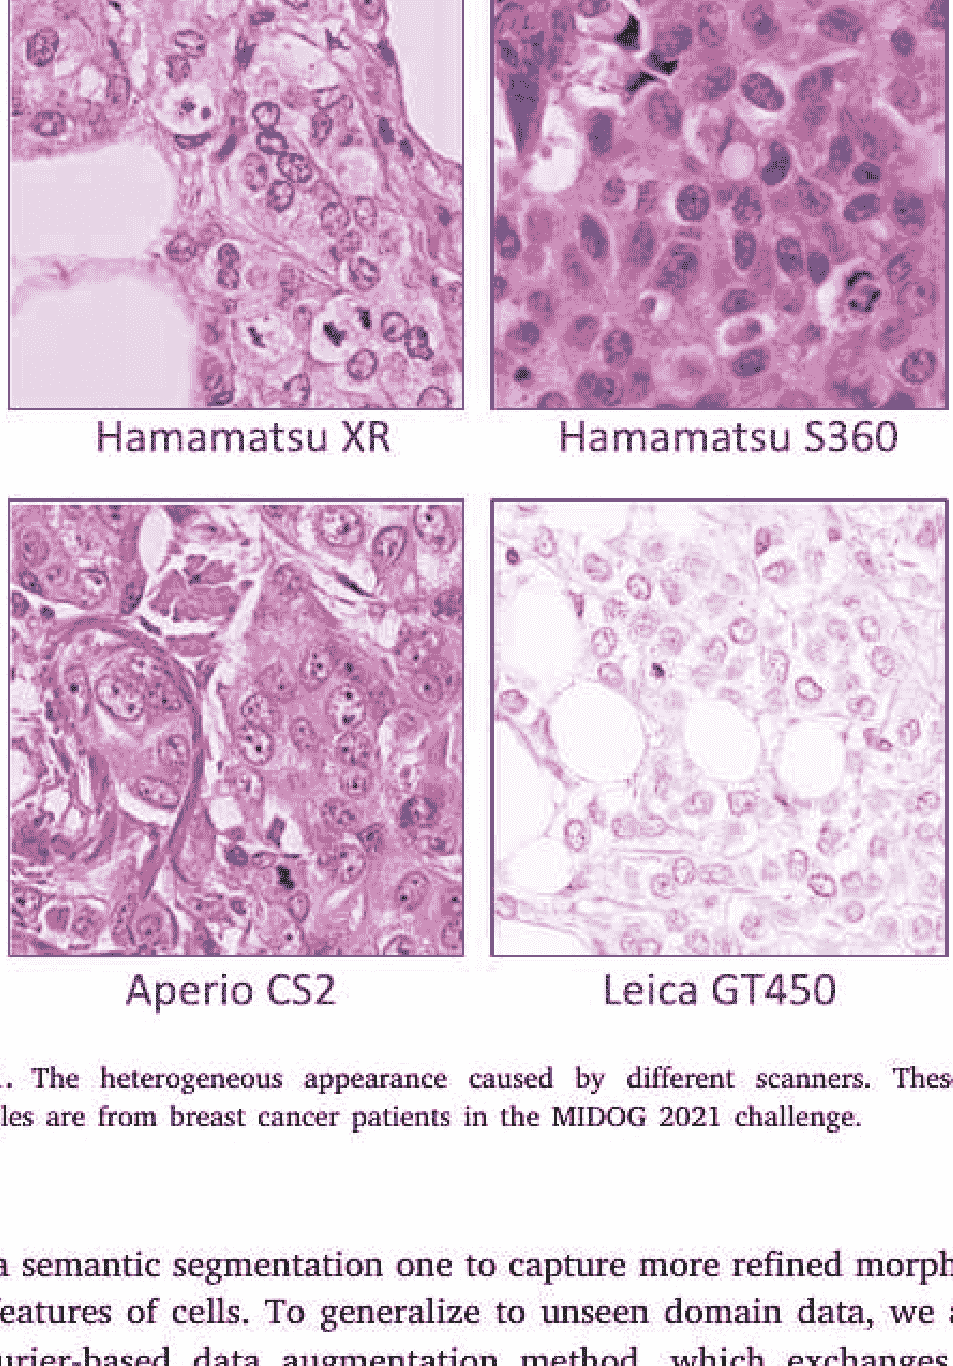 Hamamatsu XR
Hamamatsu S360
Aperio CS2
Leica GT450
. The heterogeneous appearance caused by different scanners.
are from breast cancer patients in the MIDOG 2021 challenge.
a semantic segmentation one to capture more refined
features of cells. To generalize to unseen domain data, we
data augmentation method, which exchanges